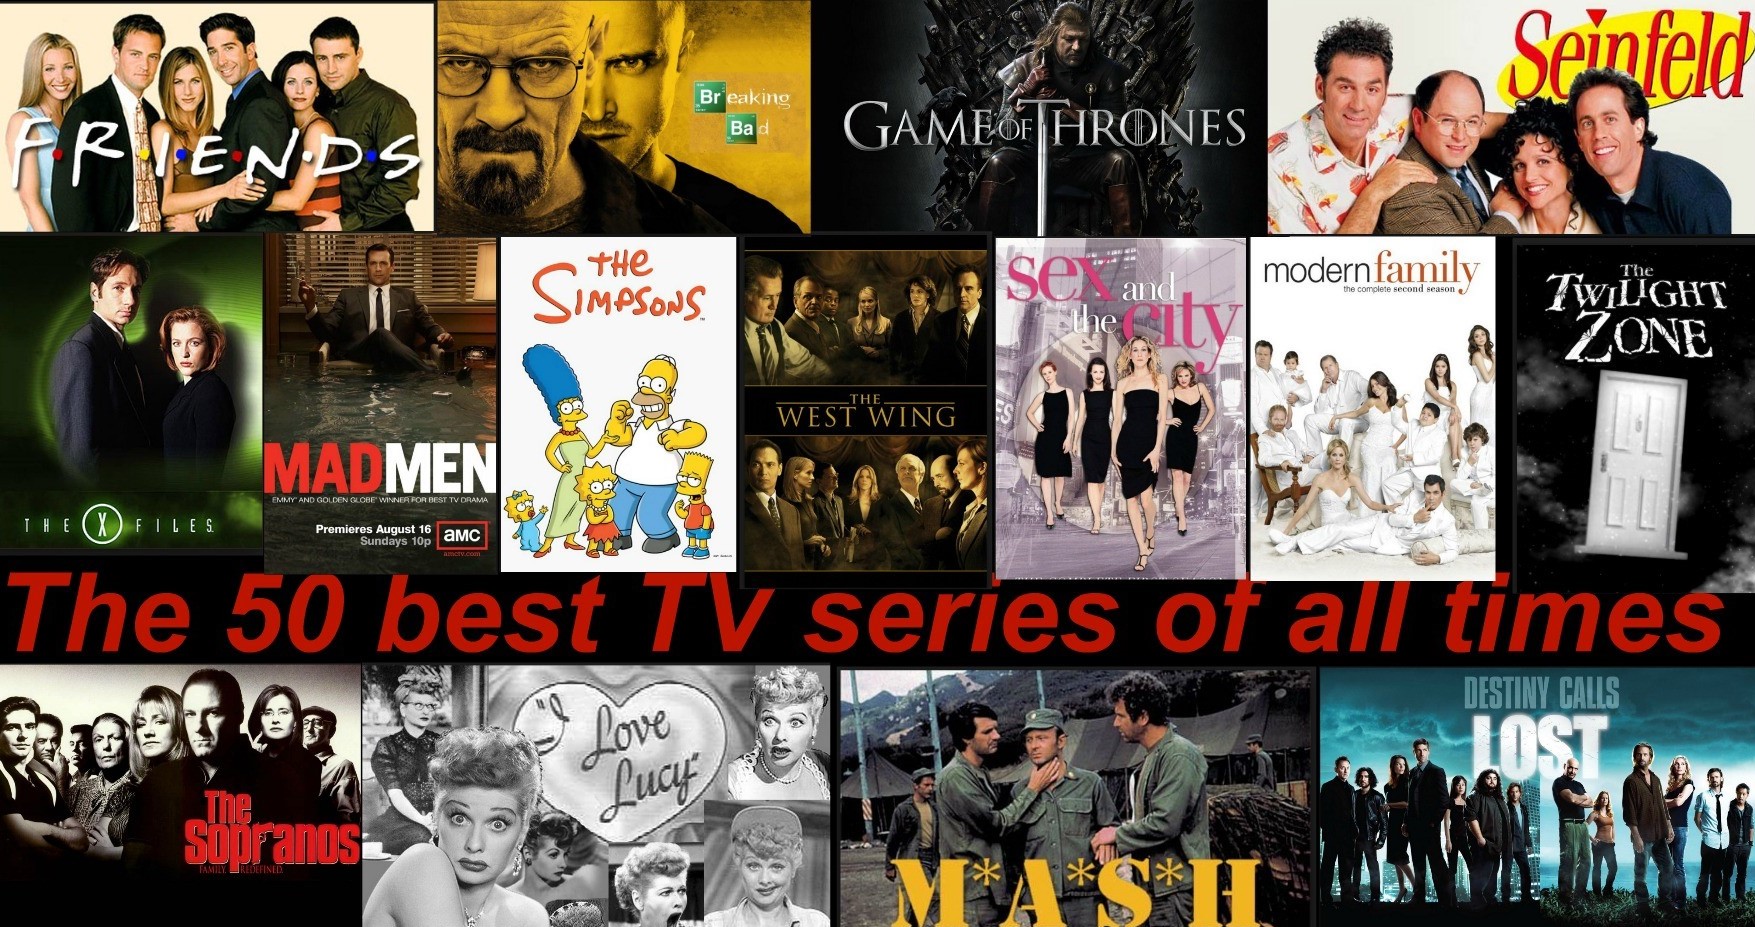 F•R•I•E•N•D•S
Breaking
Bad
GAME OF THRONES
Seinfeld
THE X FILES
MADMEN
EMMY® AND GOLDEN GLOBE® WINNER FOR BEST TV DRAMA
Premieres August 16
Sundays 10p
amc
amctv.com
THE
SIMPSONS
THE
WEST WING
sex and
the city
modern family
the complete second season
The
TWILIGHT
ZONE
The 50 best TV series of all times
The
Sopranos
FAMILY. REDEFINED.
"I
Love
Lucy"
M*A*S*H
DESTINY CALLS
LOST